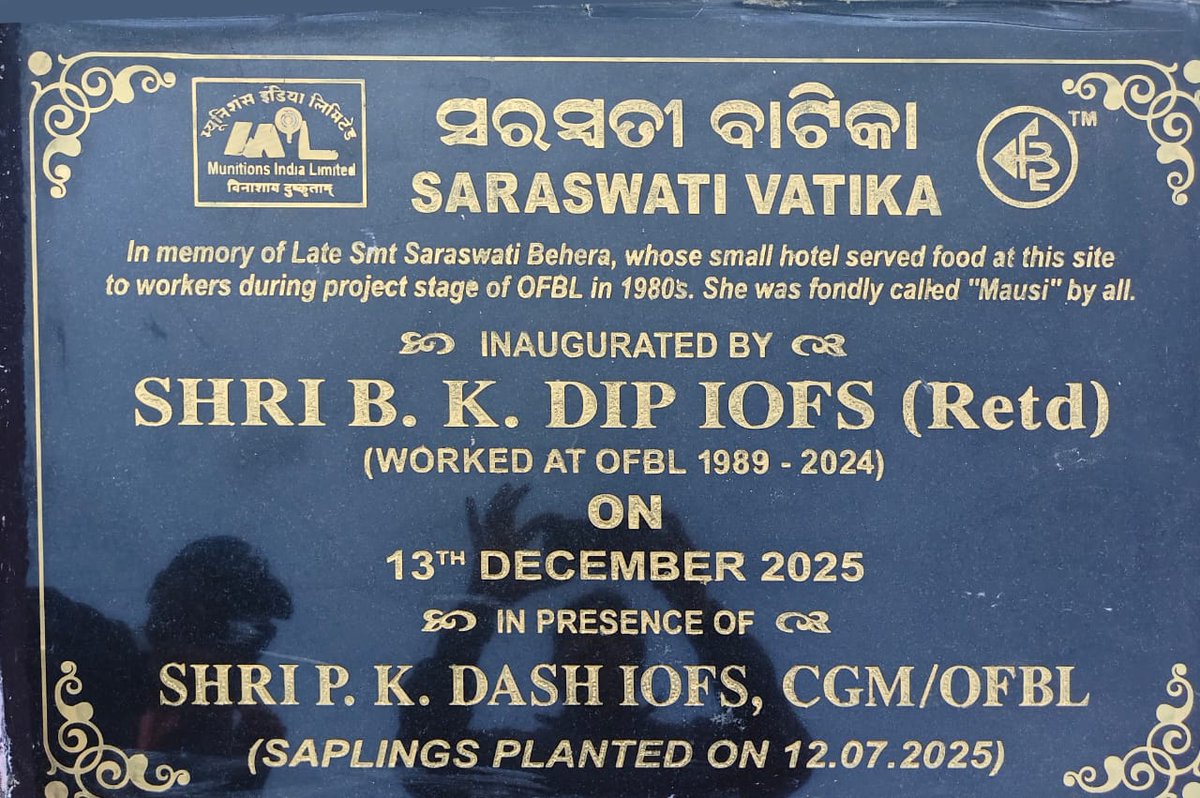 म्यूनिशंस इंडिया लिमिटेड
MIL
Munitions India Limited
विनाशाय दुष्कृताम्
ସରସ୍ୱତୀ ବାଟିକା
TM
SARASWATI VATIKA
In memory of Late Smt Saraswati Behera, whose small hotel served food at this site
to workers during project stage of OFBL in 1980s. She was fondly called "Mausi" by all.
INAUGURATED BY
SHRI B. K. DIP IOFS (Retd)
(WORKED AT OFBL 1989 - 2024)
ON
13TH DECEMBER 2025
IN PRESENCE OF
SHRI P. K. DASH IOFS, CGM/OFBL
(SAPLINGS PLANTED ON 12.07.2025)